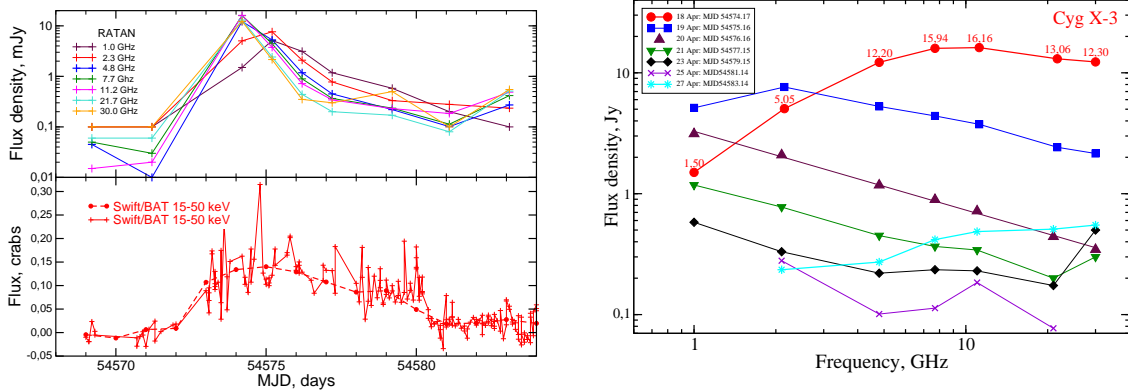 RATAN
1.0 GHz
2.3 GHz
4.8 GHz
7.7 GHz
11.2 GHz
21.7 GHz
30.0 GHz
Flux density, mJy
10
1
0,1
0,01
Swift/BAT 15-50 keV
Swift/BAT 15-50 keV
Flux, crabs
0,30
0,25
0,20
0,15
0,10
0,05
0,00
-0,05
54570
54575
54580
MJD, days
18 Apr: MJD 54574.17
19 Apr: MJD 54575.16
20 Apr: MJD 54576.16
21 Apr: MJD 54577.15
23 Apr: MJD 54579.15
25 Apr: MJD54581.14
27 Apr: MJD54583.14
Cyg X-3
1.50
5.05
12.20
15.94
16.16
13.06
12.30
Flux density, Jy
10
1
0.1
1
10
Frequency, GHz